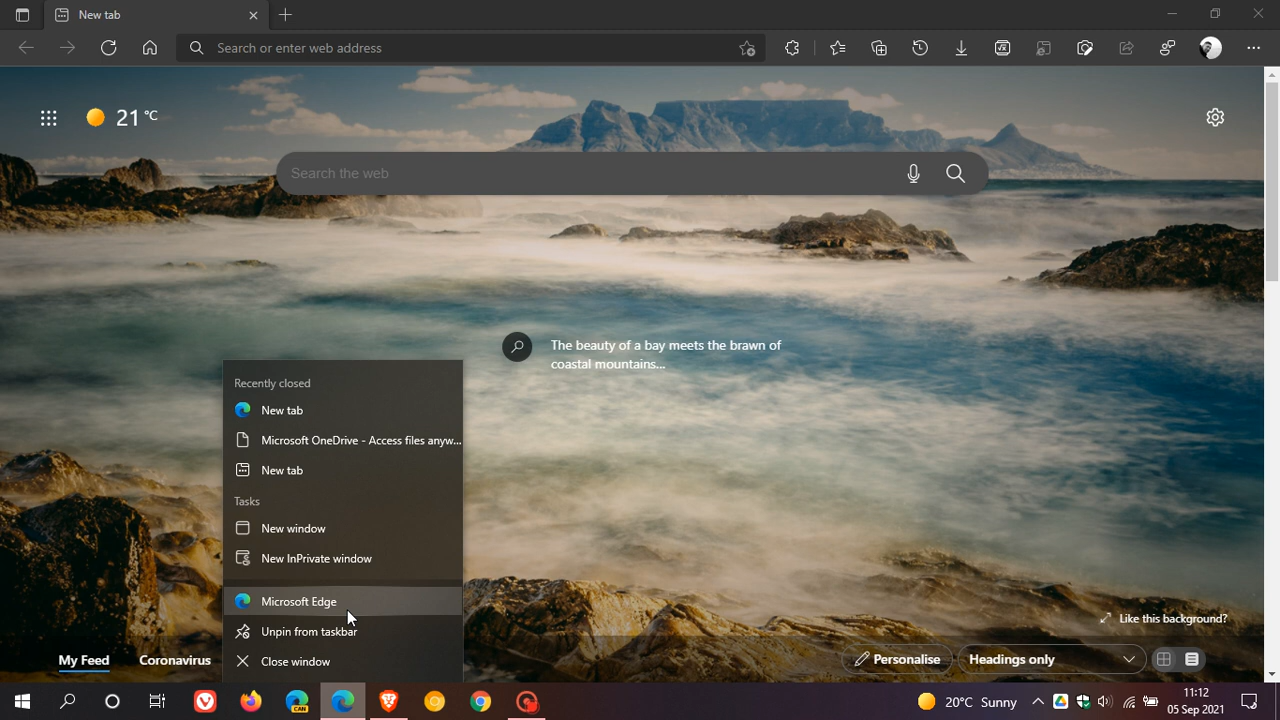 New tab
Search or enter web address
21 °C
Search the web
The beauty of a bay meets the brawn of
coastal mountains...
Recently closed
New tab
Microsoft OneDrive - Access files anyw...
New tab
Tasks
New window
New InPrivate window
Microsoft Edge
Unpin from taskbar
Close window
Like this background?
My Feed
Coronavirus
Personalise
Headings only
CAN
20°C Sunny
11:12
05 Sep 2021